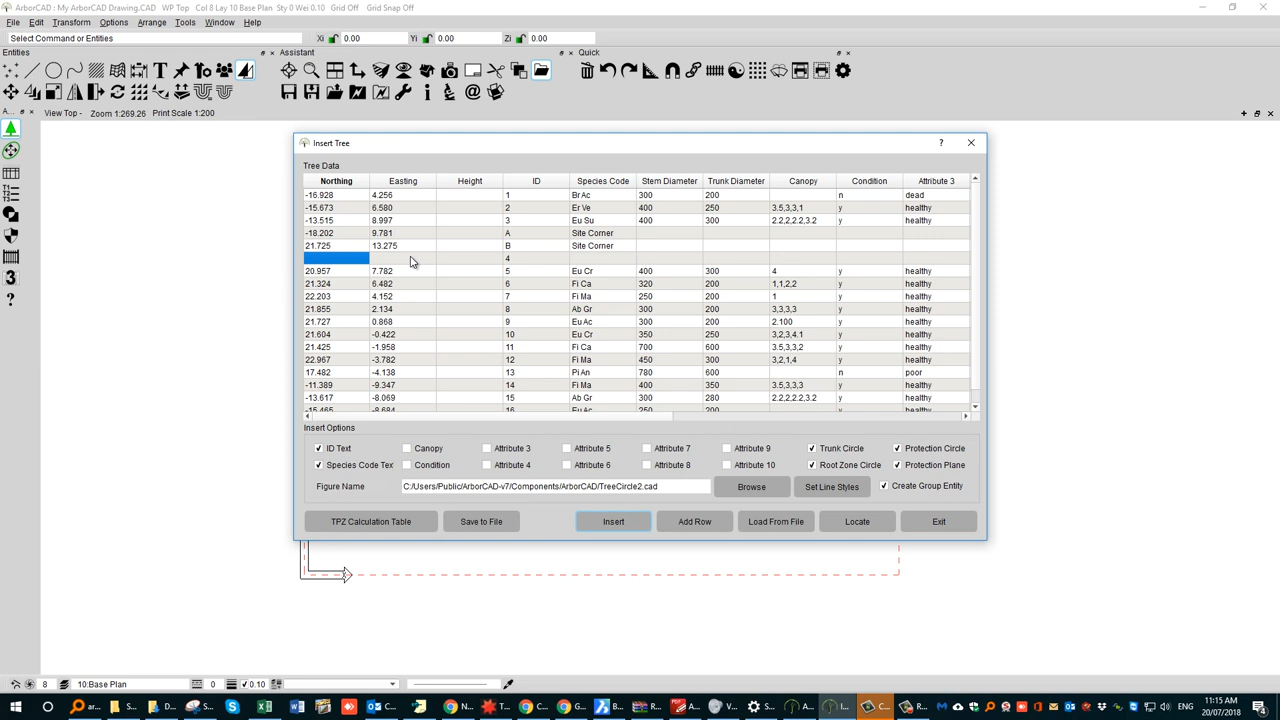 ArborCAD : My ArborCAD Drawing.CAD WP Top Col 8 Lay 10 Base Plan Sty 0 Wei 0.10 Grid Off Grid Snap Off
File Edit Transform Options Arrange Tools Window Help
Select Command or Entities Xi 0.00 Yi 0.00 Zi 0.00
Entities Assistant Quick
A... View Top - Zoom 1:269.26 Print Scale 1:200
Insert Tree ?
Tree Data
Northing Easting Height ID Species Code Stem Diameter Trunk Diameter Canopy Condition Attribute 3
-16.928 4.256 1 Br Ac 300 200 n dead
-15.673 6.580 2 Er Ve 400 250 3.5,3,3,1 y healthy
-13.515 8.997 3 Eu Su 400 300 2.2,2,2.2,3.2 y healthy
-18.202 9.781 A Site Corner
21.725 13.275 B Site Corner
4
20.957 7.782 5 Eu Cr 400 300 4 y healthy
21.324 6.482 6 Fi Ca 320 200 1,1,2,2 y healthy
22.203 4.152 7 Fi Ma 250 200 1 y healthy
21.855 2.134 8 Ab Gr 300 200 3,3,3,3 y healthy
21.727 0.868 9 Eu Ac 300 200 2.100 y healthy
21.604 -0.422 10 Eu Cr 350 250 3,2,3,4.1 y healthy
21.425 -1.958 11 Fi Ca 700 600 3.5,3,3,2 y healthy
22.967 -3.782 12 Fi Ma 450 300 3,2,1,4 y healthy
17.482 -4.138 13 Pi An 780 600 n poor
-11.389 -9.347 14 Fi Ma 400 350 3.5,3,3,3 y healthy
-13.617 -8.069 15 Ab Gr 300 280 2.2,2,2.2,3.2 y healthy
-15.465 -8.684 16 Eu Ac 250 200 y healthy
Insert Options
ID Text Canopy Attribute 3 Attribute 5 Attribute 7 Attribute 9 Trunk Circle Protection Circle
Species Code Tex Condition Attribute 4 Attribute 6 Attribute 8 Attribute 10 Root Zone Circle Protection Plane
Figure Name C:/Users/Public/ArborCAD-v7/Components/ArborCAD/TreeCircle2.cad Browse Set Line Styles Create Group Entity
TPZ Calculation Table Save to File Insert Add Row Load From File Locate Exit
8 10:Base Plan 0 0.10
ar... S... D... C... N... T... G... B... A... V... S... A... I... C... R... 11:15 AM
20/07/2018